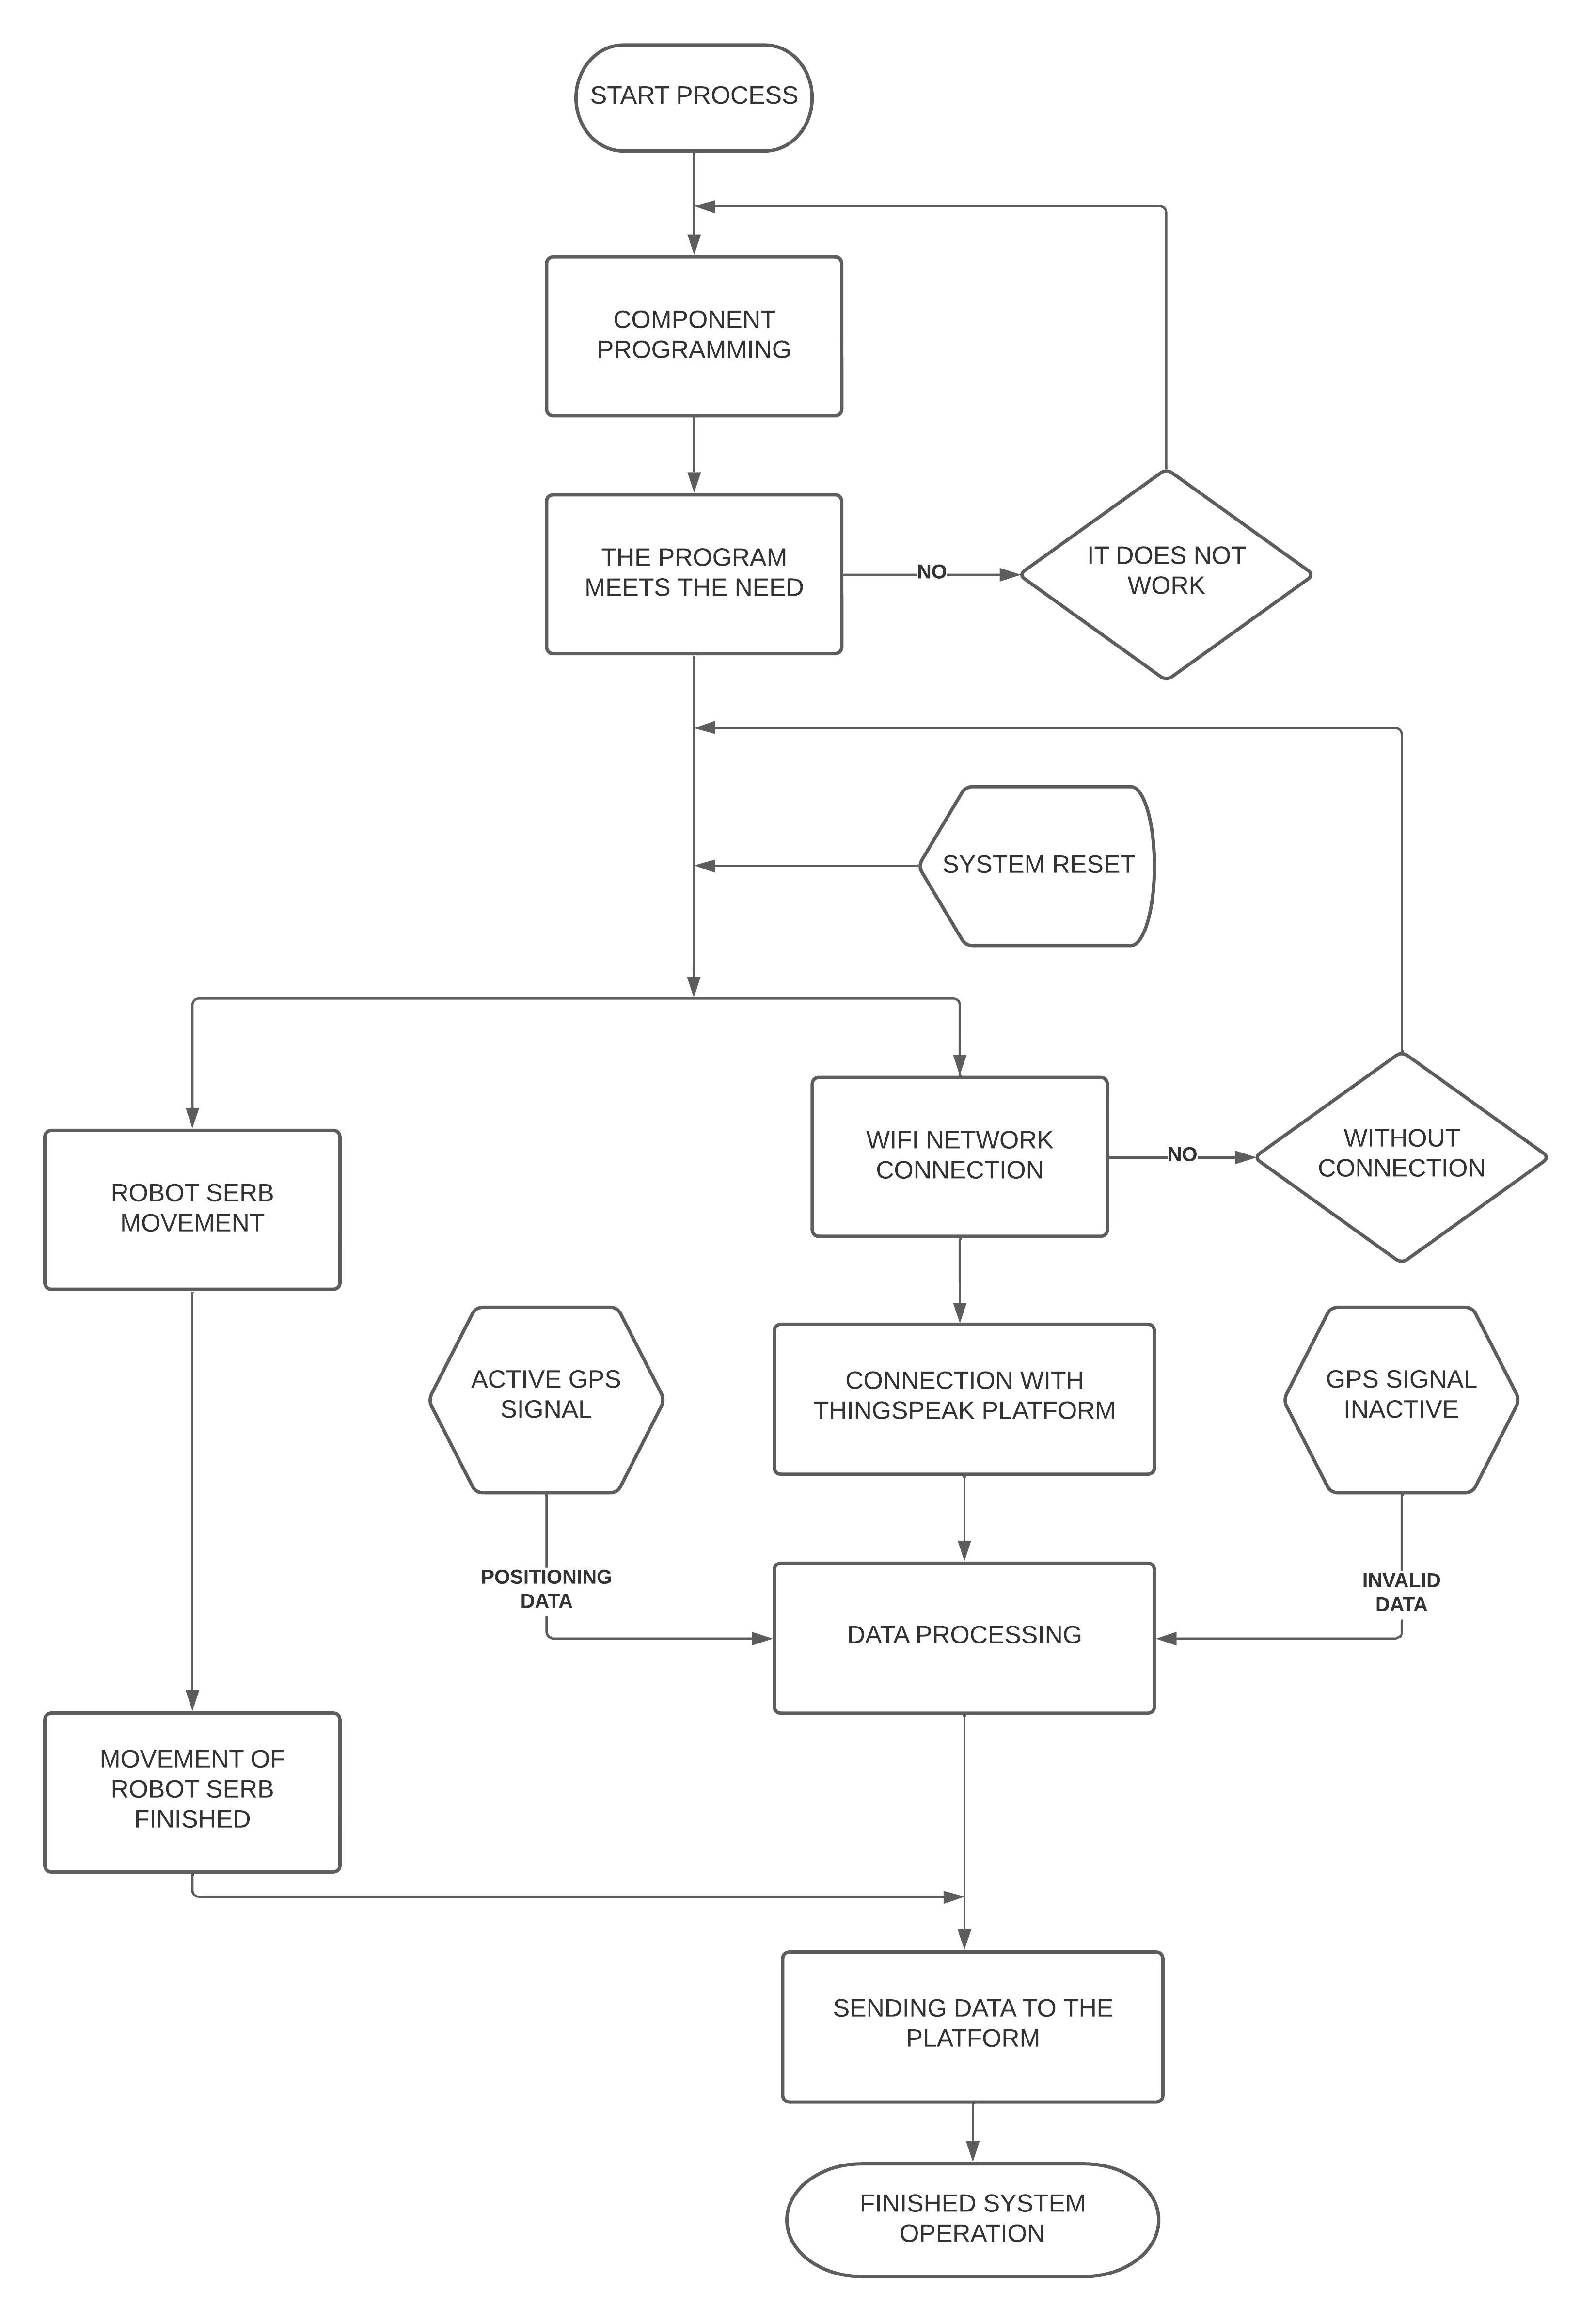 START PROCESS
COMPONENT
PROGRAMMING
THE PROGRAM
MEETS THE NEED
NO
IT DOES NOT
WORK
SYSTEM RESET
ROBOT SERB
MOVEMENT
WIFI NETWORK
CONNECTION
NO
WITHOUT
CONNECTION
ACTIVE GPS
SIGNAL
CONNECTION WITH
THINGSPEAK PLATFORM
GPS SIGNAL
INACTIVE
POSITIONING
DATA
DATA PROCESSING
INVALID
DATA
MOVEMENT OF
ROBOT SERB
FINISHED
SENDING DATA TO THE
PLATFORM
FINISHED SYSTEM
OPERATION